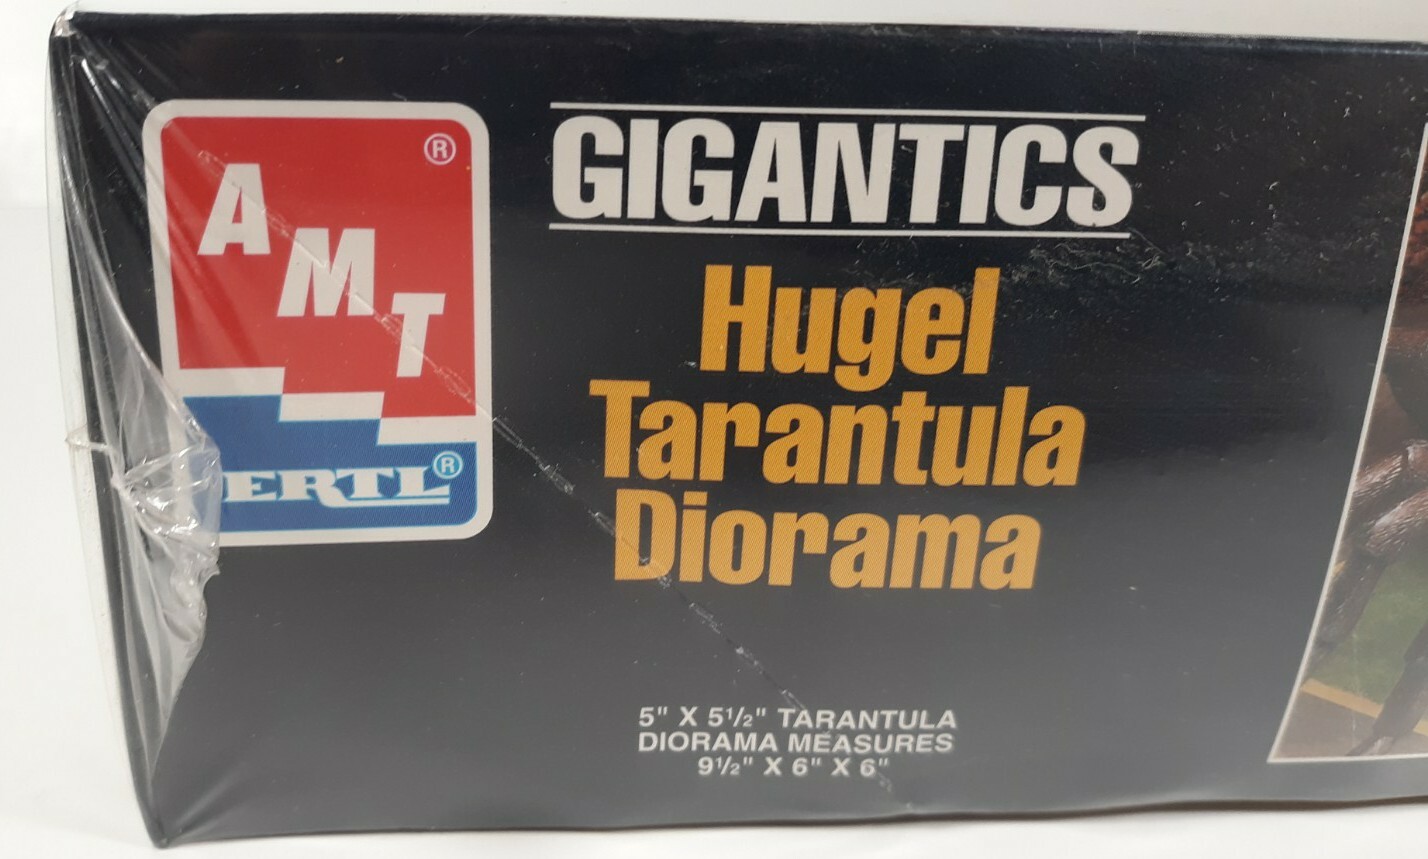 AMT®
ERTL®
GIGANTICS
Hugel
Tarantula
Diorama
5" X 5½" TARANTULA
DIORAMA MEASURES
9½" X 6" X 6"